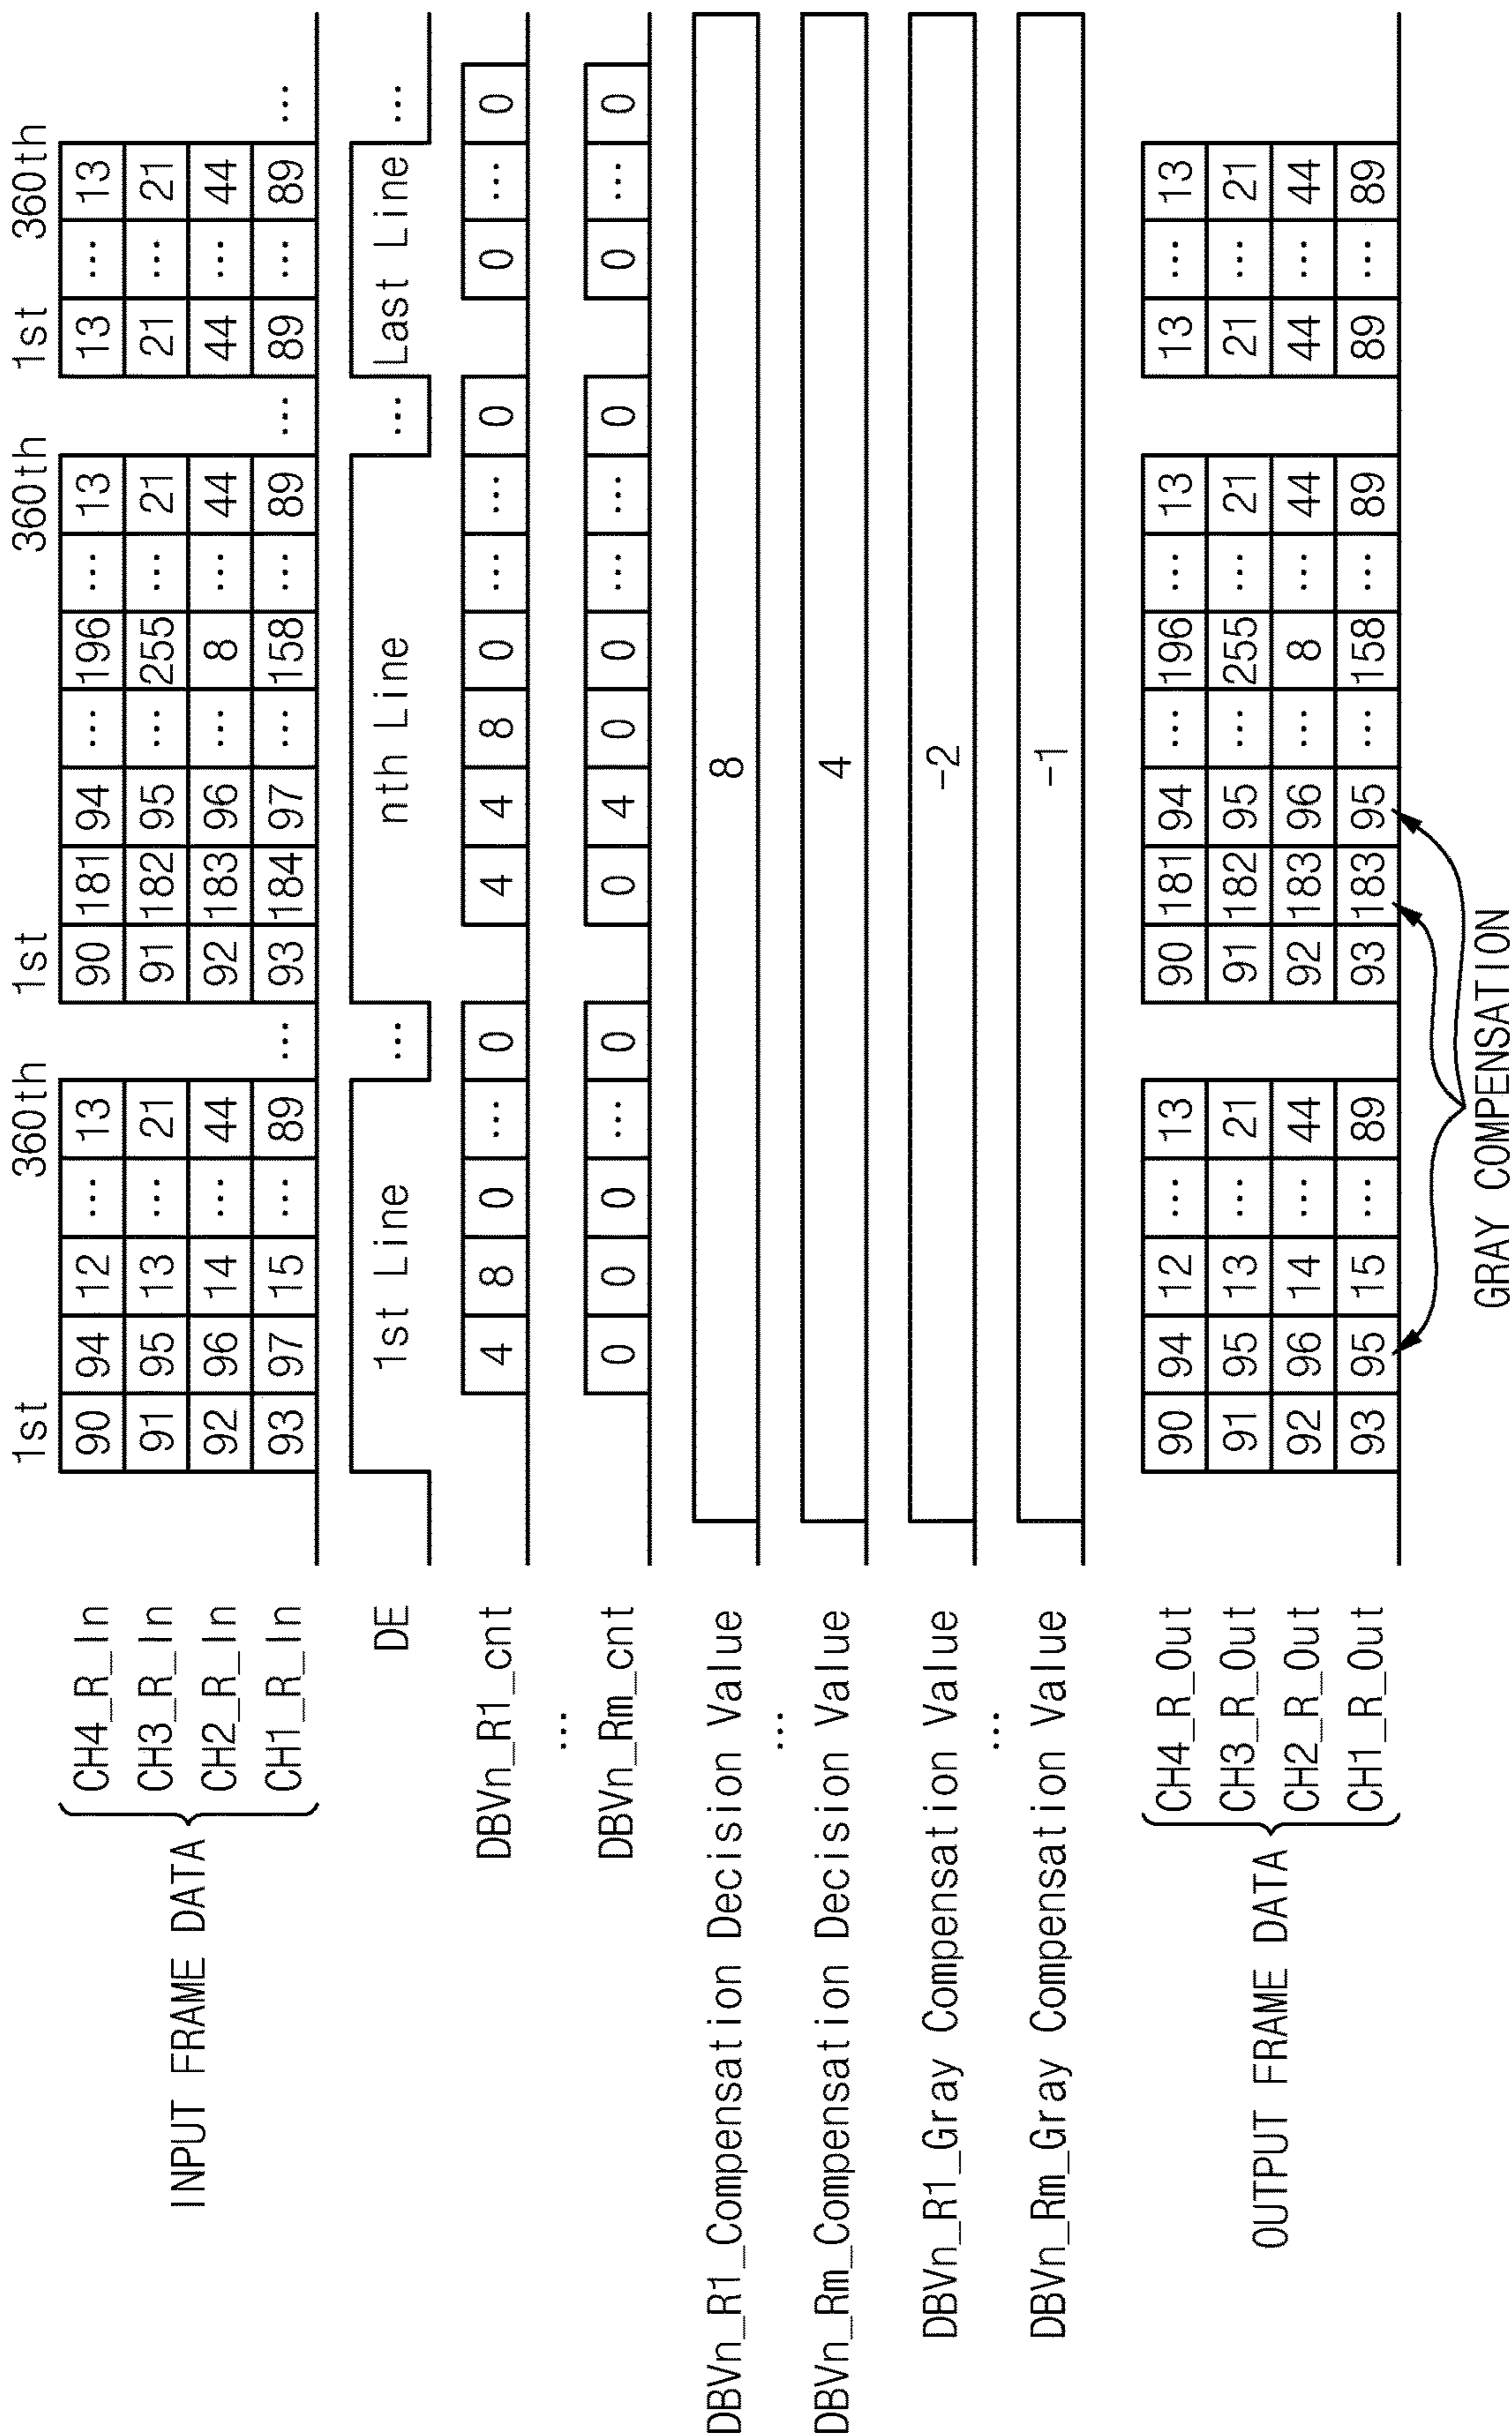 1st 360th 1st 360th 1st 360th
INPUT FRAME DATA
CH4_R_In 90 94 12 ... 13 90 181 94 ... 196 ... 13 13 ... 13
CH3_R_In 91 95 13 ... 21 91 182 95 ... 255 ... 21 21 ... 21
CH2_R_In 92 96 14 ... 44 92 183 96 ... 8 ... 44 44 ... 44
CH1_R_In 93 97 15 ... 89 ... 93 184 97 ... 158 ... 89 ... 89 ... 89 ...
DE 1st Line ... nth Line ... Last Line ...
DBVn_R1_cnt 4 8 0 ... 0 4 4 8 0 ... 0 0 ... 0
...
DBVn_Rm_cnt 0 0 0 ... 0 0 4 0 0 ... 0 0 ... 0
DBVn_R1_Compensation Decision Value 8
...
DBVn_Rm_Compensation Decision Value 4
DBVn_R1_Gray Compensation Value -2
...
DBVn_Rm_Gray Compensation Value -1
OUTPUT FRAME DATA
CH4_R_Out 90 94 12 ... 13 90 181 94 ... 196 ... 13 13 ... 13
CH3_R_Out 91 95 13 ... 21 91 182 95 ... 255 ... 21 21 ... 21
CH2_R_Out 92 96 14 ... 44 92 183 96 ... 8 ... 44 44 ... 44
CH1_R_Out 93 95 15 ... 89 93 183 95 ... 158 ... 89 89 ... 89
GRAY COMPENSATION